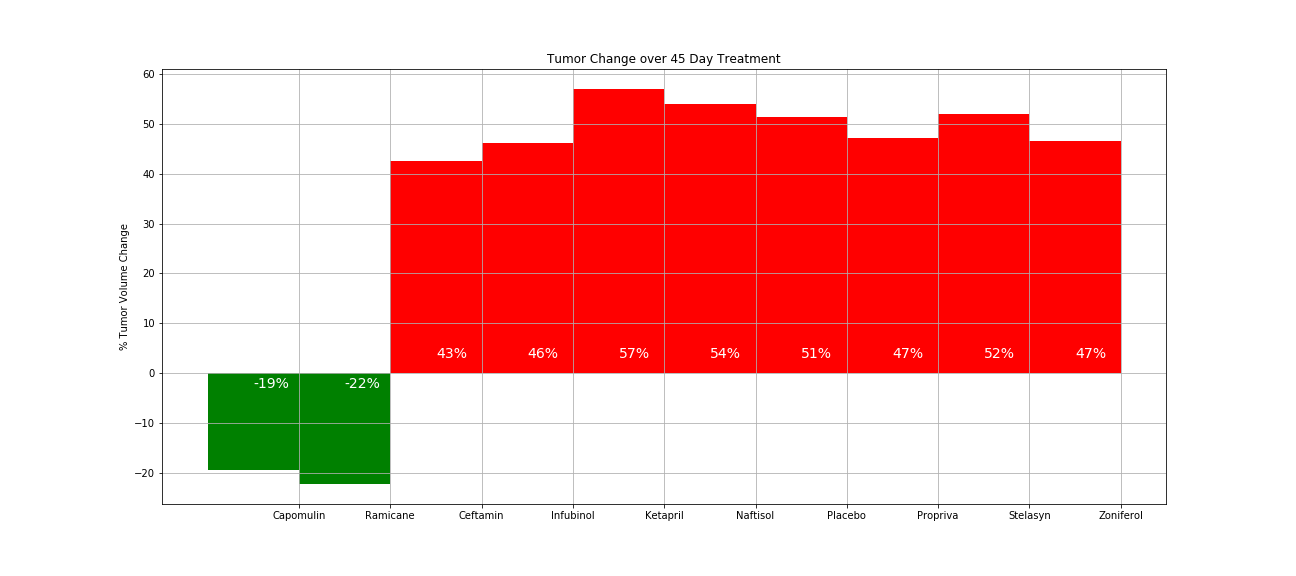 Tumor Change over 45 Day Treatment
% Tumor Volume Change
60
50
40
30
20
10
0
−10
−20
43% 46% 57% 54% 51% 47% 52% 47%
-19% -22%
Capomulin Ramicane Ceftamin Infubinol Ketapril Naftisol Placebo Propriva Stelasyn Zoniferol